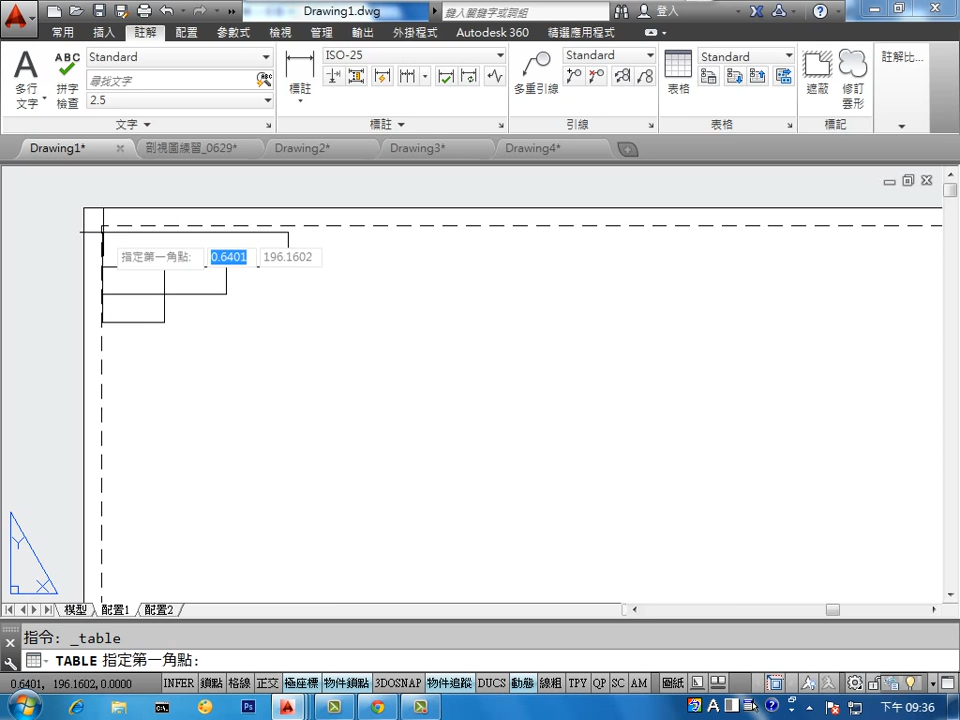 Drawing1.dwg
鍵入關鍵字或詞組
登入
常用 插入 註解 配置 參數式 檢視 管理 輸出 外掛程式 Autodesk 360 精選應用程式
多行
文字
ABC
拼字
檢查
Standard
尋找文字
2.5
文字
標註
ISO-25
標註
多重引線
Standard
引線
表格
Standard
表格
遮蔽
修訂
雲形
標記
註解比...
Drawing1* 剖視圖練習_0629* Drawing2* Drawing3* Drawing4*
指定第一角點: 0.6401 196.1602
Y
X
模型 配置1 配置2
指令: _table
TABLE 指定第一角點:
0.6401, 196.1602, 0.0000 INFER 鎖點 格線 正交 極座標 物件鎖點 3DOSNAP 物件追蹤 DUCS 動態 線粗 TPY QP SC AM 圖紙
下午 09:36